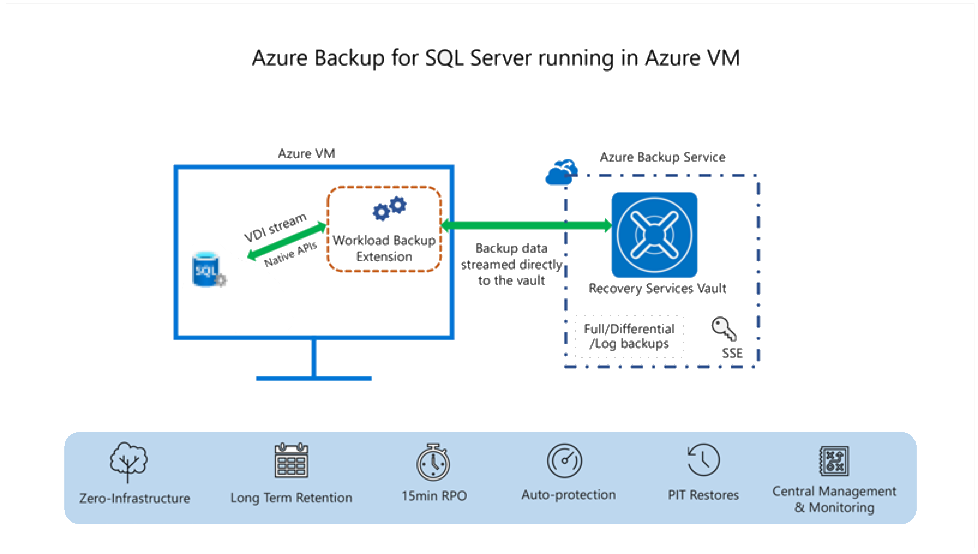 Azure Backup for SQL Server running in Azure VM
Azure VM
Azure Backup Service
VDI stream
Native APIs
SQL
Workload Backup
Extension
Backup data
streamed directly
to the vault
Recovery Services Vault
Full/Differential
/Log backups
SSE
Zero-Infrastructure
Long Term Retention
15min RPO
Auto-protection
PIT Restores
Central Management
& Monitoring